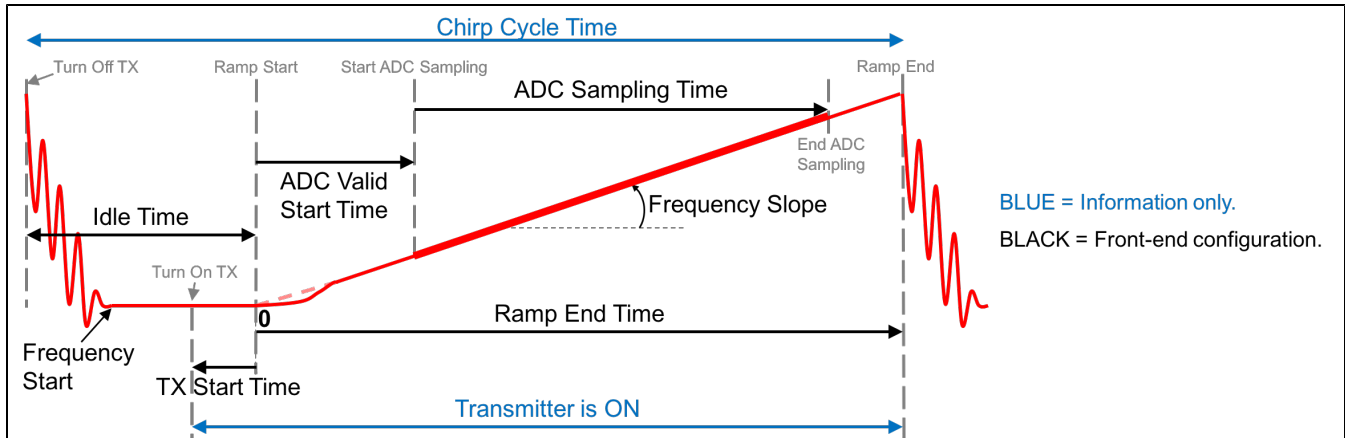 Chirp Cycle Time
Turn Off TX
Ramp Start
Start ADC Sampling
Ramp End
ADC Sampling Time
End ADC
Sampling
ADC Valid
Start Time
Frequency Slope
Idle Time
BLUE = Information only.
BLACK = Front-end configuration.
Turn On TX
0
Ramp End Time
Frequency
Start
TX Start Time
Transmitter is ON